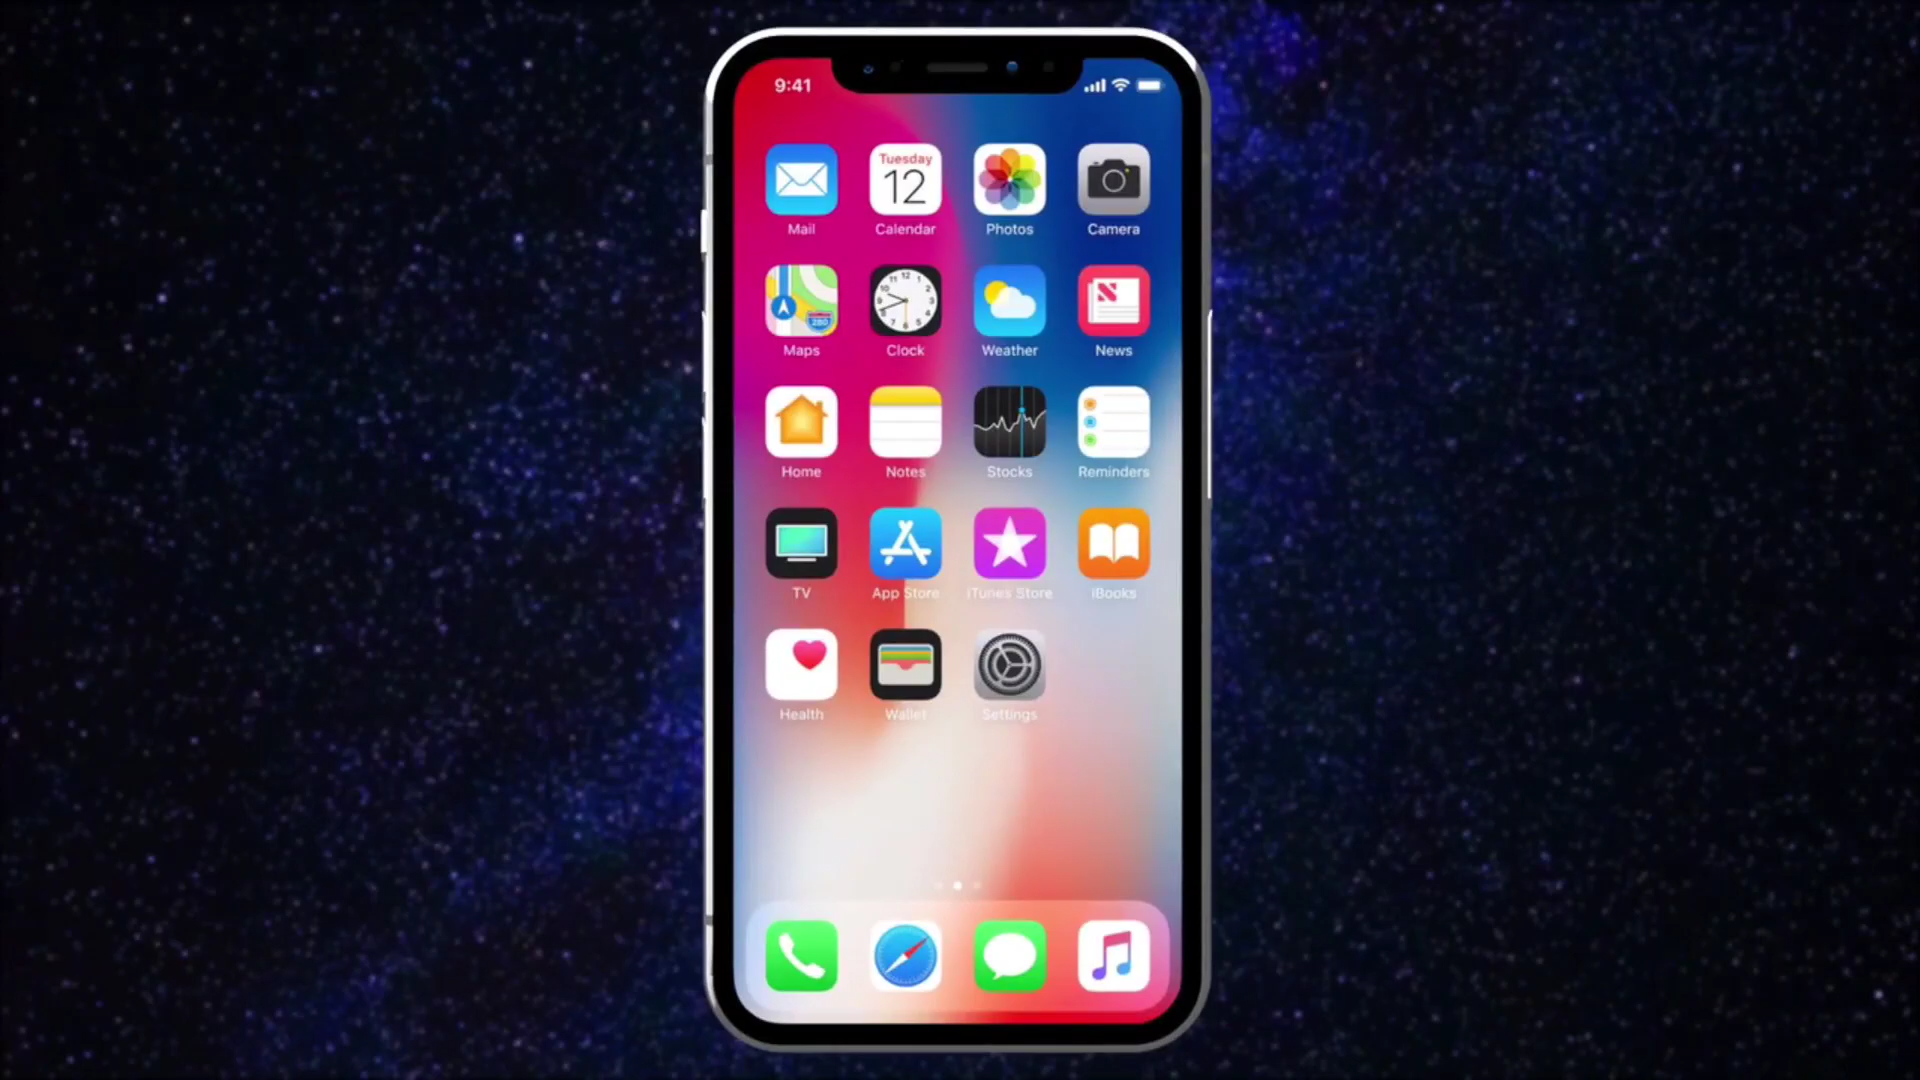 9:41
Tuesday
12
Mail
Calendar
Photos
Camera
280
Maps
Clock
Weather
News
Home
Notes
Stocks
Reminders
TV
App Store
iTunes Store
iBooks
Health
Wallet
Settings